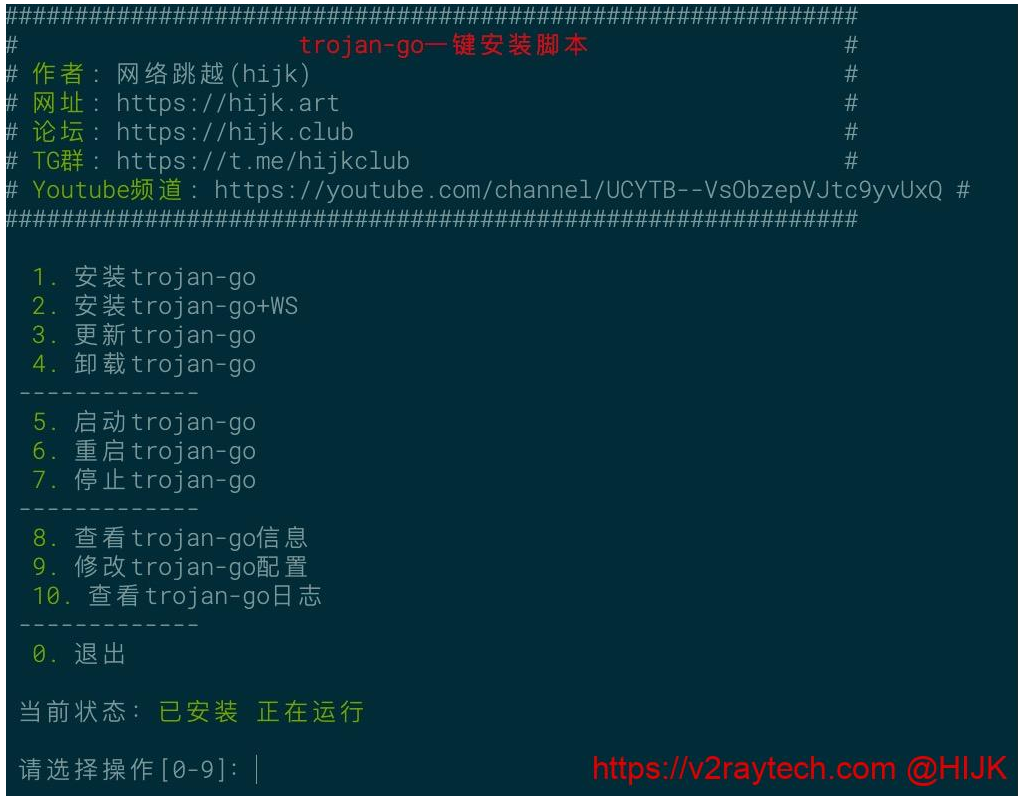 #############################################################
# trojan-go一键安装脚本 #
# 作者: 网络跳越(hijk) #
# 网址: https://hijk.art #
# 论坛: https://hijk.club #
# TG群: https://t.me/hijkclub #
# Youtube频道: https://youtube.com/channel/UCYTB--VsObzepVJtc9yvUxQ #
#############################################################
1. 安装trojan-go
2. 安装trojan-go+WS
3. 更新trojan-go
4. 卸载trojan-go
-------------
5. 启动trojan-go
6. 重启trojan-go
7. 停止trojan-go
-------------
8. 查看trojan-go信息
9. 修改trojan-go配置
10. 查看trojan-go日志
-------------
0. 退出
当前状态: 已安装 正在运行
请选择操作[0-9]:
https://v2raytech.com @HIJK